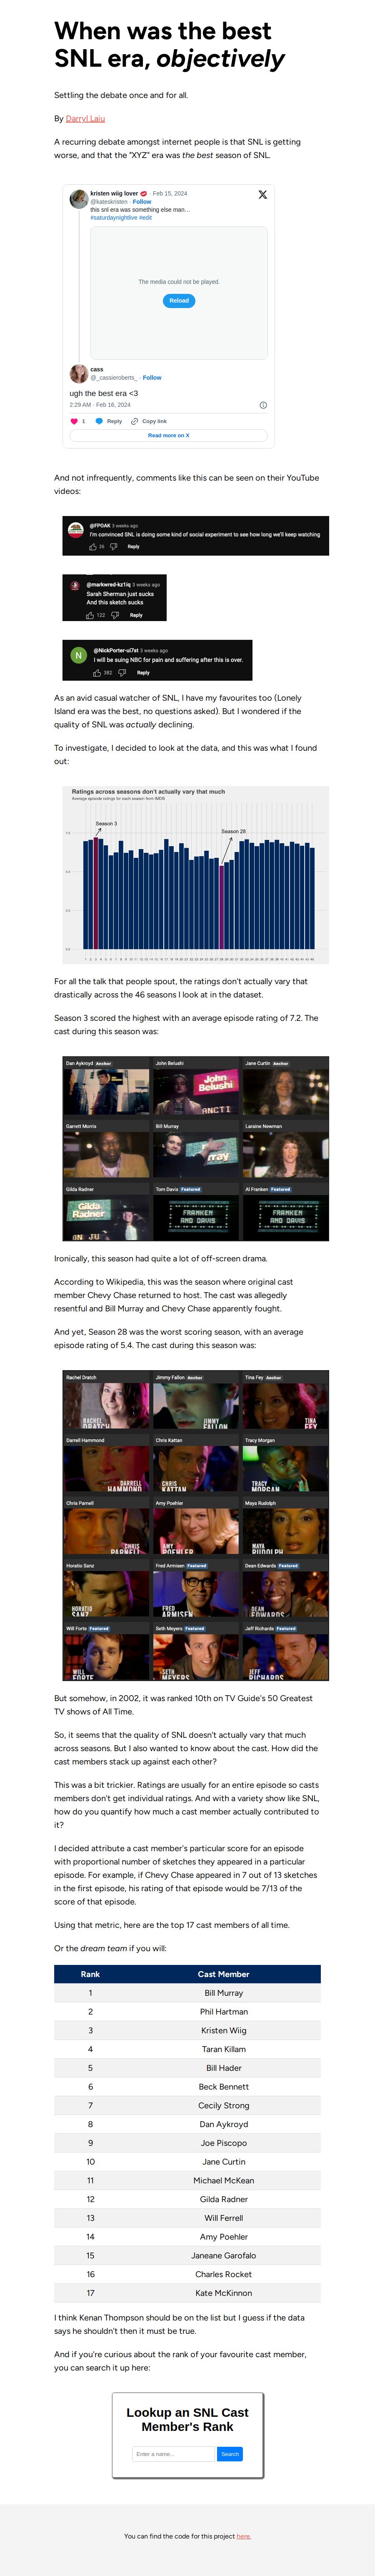 When was the best
SNL era, objectively
Settling the debate once and for all.
By Darryl Laiu
A recurring debate amongst internet people is that SNL is getting
worse, and that the "XYZ" era was the best season of SNL.
kristen wiig lover 💋 · Feb 15, 2024
@kateskristen · Follow
this snl era was something else man…
#saturdaynightlive #edit
The media could not be played.
Reload
cass
@_cassieroberts_ · Follow
ugh the best era <3
2:29 AM · Feb 16, 2024
1 Reply Copy link
Read more on X
And not infrequently, comments like this can be seen on their YouTube
videos:
@FPOAK 3 weeks ago
I'm convinced SNL is doing some kind of social experiment to see how long we'll keep watching
26 Reply
@markwred-kz1iq 3 weeks ago
Sarah Sherman just sucks
And this sketch sucks
122 Reply
N
@NickPorter-ul7st 3 weeks ago
I will be suing NBC for pain and suffering after this is over.
382 Reply
As an avid casual watcher of SNL, I have my favourites too (Lonely
Island era was the best, no questions asked). But I wondered if the
quality of SNL was actually declining.
To investigate, I decided to look at the data, and this was what I found
out:
Ratings across seasons don't actually vary that much
Average episode ratings for each season from IMDB
Season 3
Season 28
For all the talk that people spout, the ratings don't actually vary that
drastically across the 46 seasons I look at in the dataset.
Season 3 scored the highest with an average episode rating of 7.2. The
cast during this season was:
Dan Aykroyd Anchor
John Belushi
Jane Curtin Anchor
Garrett Morris
Bill Murray
Laraine Newman
Gilda Radner
Tom Davis Featured
Al Franken Featured
Ironically, this season had quite a lot of off-screen drama.
According to Wikipedia, this was the season where original cast
member Chevy Chase returned to host. The cast was allegedly
resentful and Bill Murray and Chevy Chase apparently fought.
And yet, Season 28 was the worst scoring season, with an average
episode rating of 5.4. The cast during this season was:
Rachel Dratch
Jimmy Fallon Anchor
Tina Fey Anchor
Darrell Hammond
Chris Kattan
Tracy Morgan
Chris Parnell
Amy Poehler
Maya Rudolph
Horatio Sanz
Fred Armisen Featured
Dean Edwards Featured
Will Forte Featured
Seth Meyers Featured
Jeff Richards Featured
But somehow, in 2002, it was ranked 10th on TV Guide's 50 Greatest
TV shows of All Time.
So, it seems that the quality of SNL doesn't actually vary that much
across seasons. But I also wanted to know about the cast. How did the
cast members stack up against each other?
This was a bit trickier. Ratings are usually for an entire episode so casts
members don't get individual ratings. And with a variety show like SNL,
how do you quantify how much a cast member actually contributed to
it?
I decided attribute a cast member's particular score for an episode
with proportional number of sketches they appeared in a particular
episode. For example, if Chevy Chase appeared in 7 out of 13 sketches
in the first episode, his rating of that episode would be 7/13 of the
score of that episode.
Using that metric, here are the top 17 cast members of all time.
Or the dream team if you will:
Rank Cast Member
1 Bill Murray
2 Phil Hartman
3 Kristen Wiig
4 Taran Killam
5 Bill Hader
6 Beck Bennett
7 Cecily Strong
8 Dan Aykroyd
9 Joe Piscopo
10 Jane Curtin
11 Michael McKean
12 Gilda Radner
13 Will Ferrell
14 Amy Poehler
15 Janeane Garofalo
16 Charles Rocket
17 Kate McKinnon
I think Kenan Thompson should be on the list but I guess if the data
says he shouldn't then it must be true.
And if you're curious about the rank of your favourite cast member,
you can search it up here:
Lookup an SNL Cast
Member's Rank
Enter a name... Search
You can find the code for this project here.